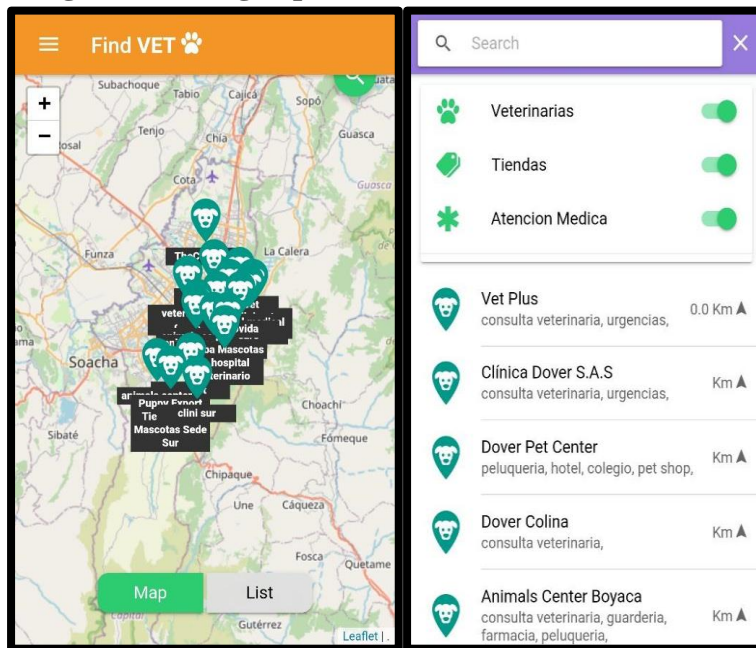 Find VET
+
−
Subachoque
Tabio
Cajicá
Sopó
Tenjo
Chía
Guasca
Cota
Funza
La Calera
Soacha
Mascotas
hospital
Choachí
Puppy Export
clini sur
Mascotas Sede
Sur
Sibaté
Fómeque
Chipaque
Une
Cáqueza
Fosca
Quetame
Map
List
Gutiérrez
Leaflet | .
Search
Veterinarias
Tiendas
Atencion Medica
Vet Plus
consulta veterinaria, urgencias,
0.0 Km
Clínica Dover S.A.S
consulta veterinaria, urgencias,
Km
Dover Pet Center
peluqueria, hotel, colegio, pet shop,
Km
Dover Colina
consulta veterinaria,
Km
Animals Center Boyaca
consulta veterinaria, guarderia,
farmacia, peluqueria,
Km